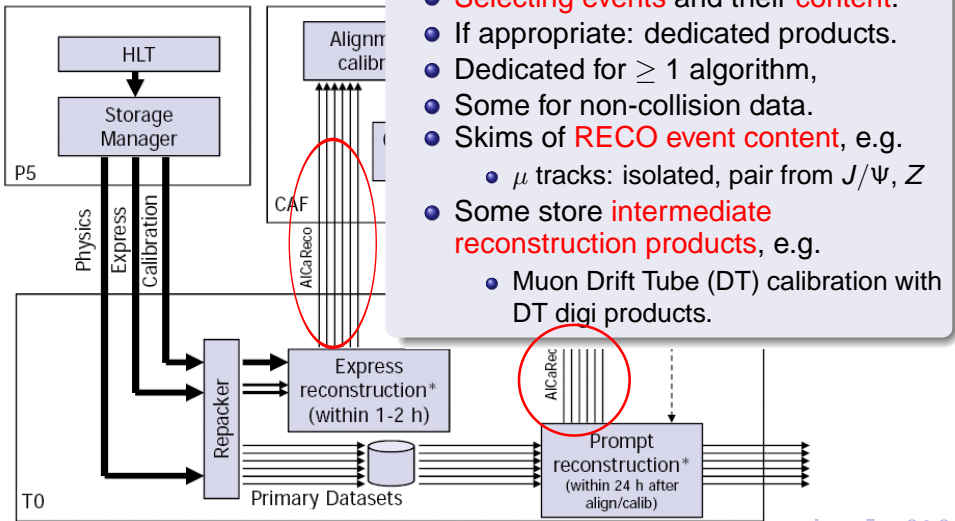 Selecting events and their content.
If appropriate: dedicated products.
Dedicated for ≥ 1 algorithm,
Some for non-collision data.
Skims of RECO event content, e.g.
μ tracks: isolated, pair from J/Ψ, Z
Some store intermediate
reconstruction products, e.g.
Muon Drift Tube (DT) calibration with
DT digi products.
HLT
Storage
Manager
P5
CAF
Physics
Express
Calibration
AlCaReco
Repacker
Express
reconstruction*
(within 1-2 h)
Prompt
reconstruction*
(within 24 h after
align/calib)
Primary Datasets
T0